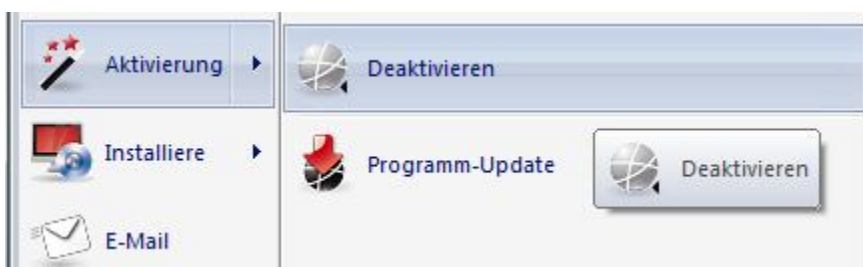 Aktivierung
Deaktivieren
Installiere
Programm-Update
Deaktivieren
E-Mail